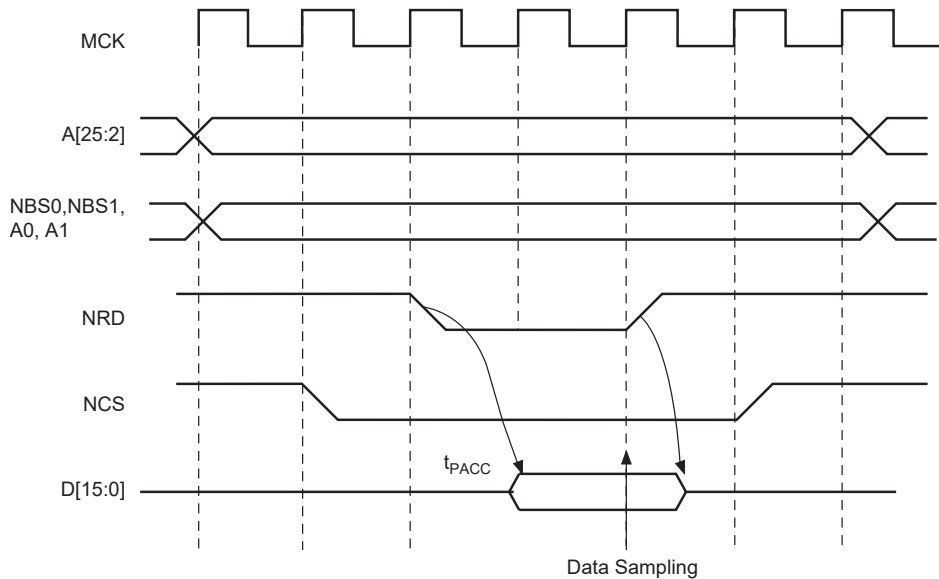 MCK
A[25:2]
NBS0,NBS1,
A0, A1
NRD
NCS
tPACC
D[15:0]
Data Sampling